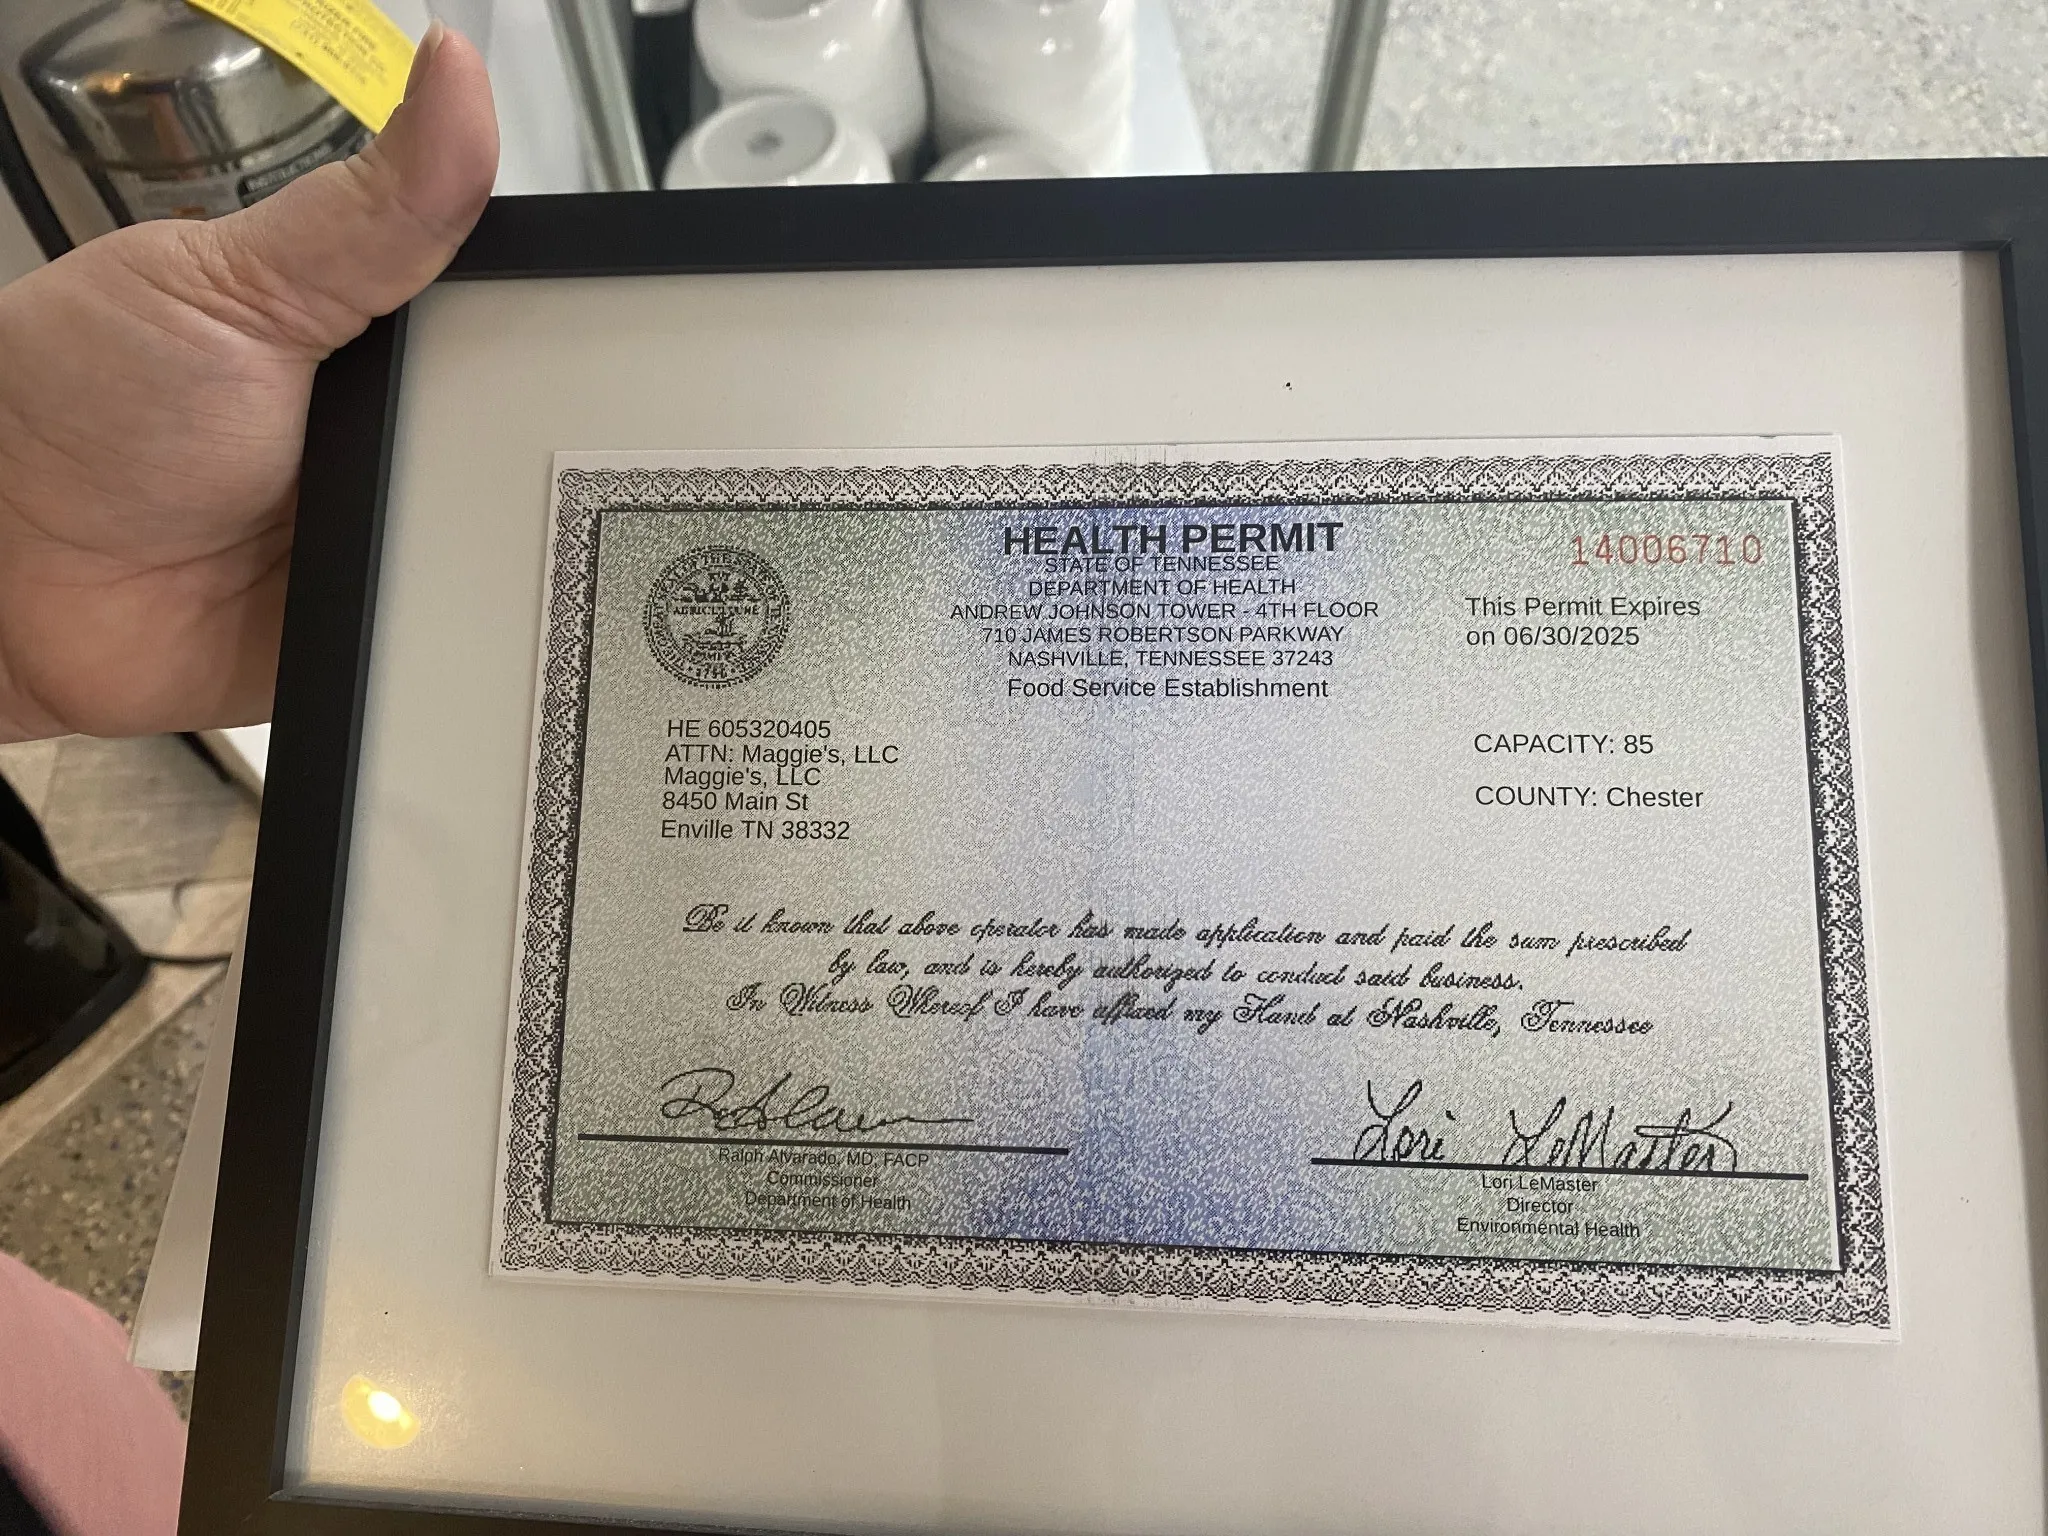 INSTRUCTIONS
HEALTH PERMIT
STATE OF TENNESSEE
DEPARTMENT OF HEALTH
ANDREW JOHNSON TOWER - 4TH FLOOR
710 JAMES ROBERTSON PARKWAY
NASHVILLE, TENNESSEE 37243
Food Service Establishment
14006710
This Permit Expires
on 06/30/2025
AGRICULTURE
1796
HE 605320405
ATTN: Maggie's, LLC
Maggie's, LLC
8450 Main St
Enville TN 38332
CAPACITY: 85
COUNTY: Chester
Be it known that above operator has made application and paid the sum prescribed
by law, and is hereby authorized to conduct said business.
In Witness Whereof I have affixed my Hand at Nashville, Tennessee
Ralph Alvarado, MD, FACP
Commissioner
Department of Health
Lori LeMaster
Lori LeMaster
Director
Environmental Health